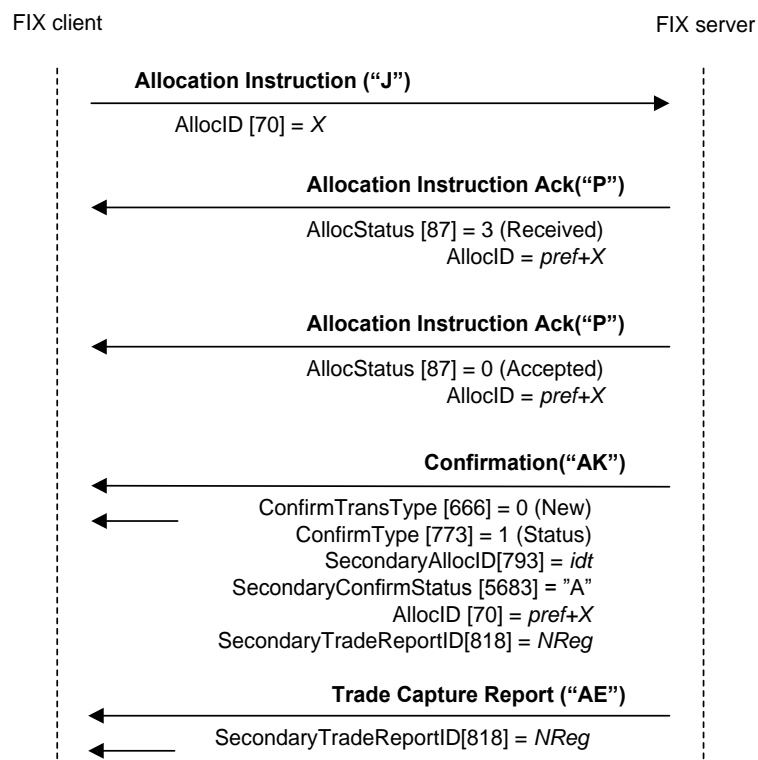 FIX client
FIX server
Allocation Instruction (“J”)
AllocID [70] = X
Allocation Instruction Ack(“P”)
AllocStatus [87] = 3 (Received)
AllocID = pref+X
Allocation Instruction Ack(“P”)
AllocStatus [87] = 0 (Accepted)
AllocID = pref+X
Confirmation(“AK”)
ConfirmTransType [666] = 0 (New)
ConfirmType [773] = 1 (Status)
SecondaryAllocID[793] = idt
SecondaryConfirmStatus [5683] = ”A”
AllocID [70] = pref+X
SecondaryTradeReportID[818] = NReg
Trade Capture Report (“AE”)
SecondaryTradeReportID[818] = NReg